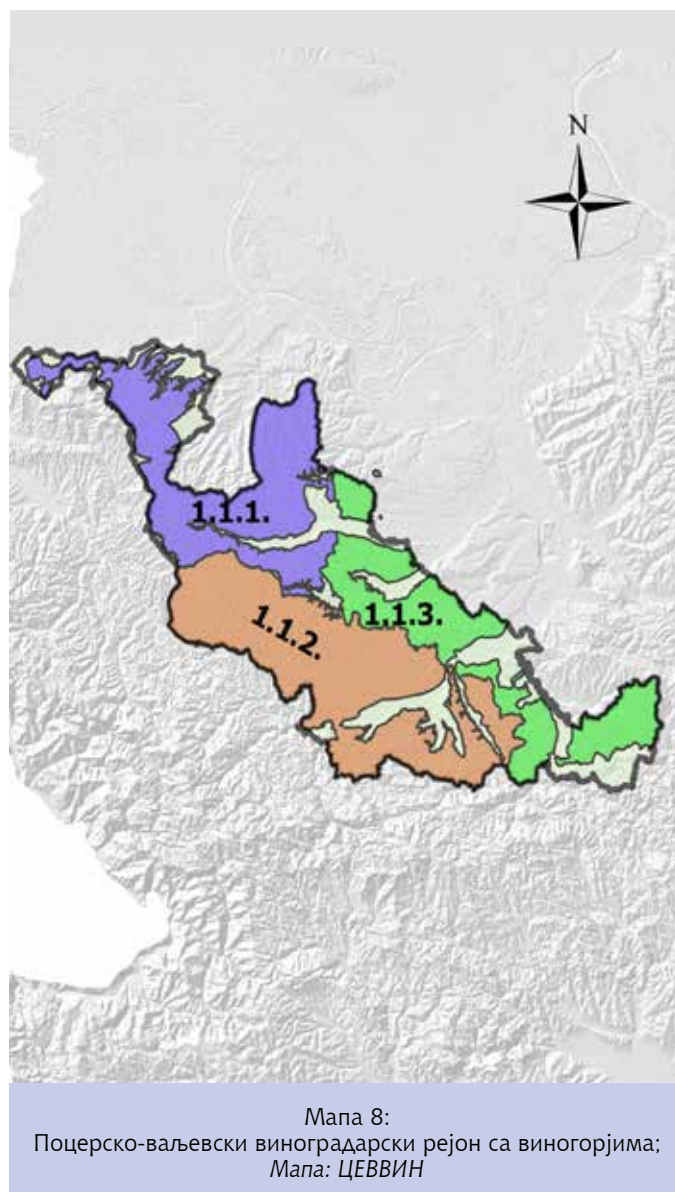 N
1.1.1.
1.1.2.
1.1.3.
Мапа 8:
Поцерско-ваљевски виноградарски рејон са виногорјима;
Мапа: ЦЕВВИН